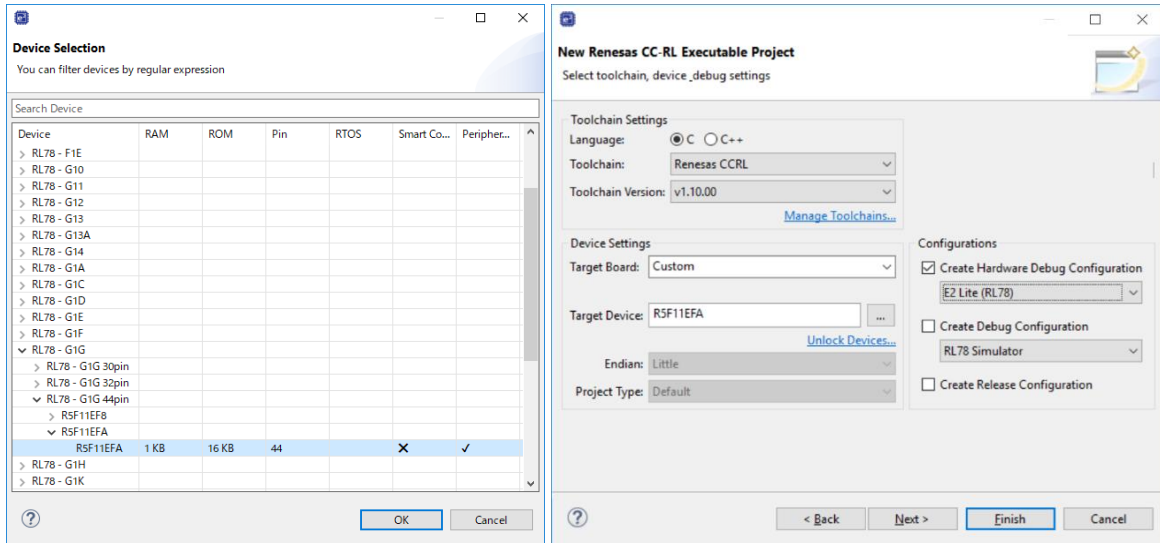 Device Selection
You can filter devices by regular expression
Search Device
Device RAM ROM Pin RTOS Smart Co... Peripher...
RL78 - F1E
RL78 - G10
RL78 - G11
RL78 - G12
RL78 - G13
RL78 - G13A
RL78 - G14
RL78 - G1A
RL78 - G1C
RL78 - G1D
RL78 - G1E
RL78 - G1F
RL78 - G1G
RL78 - G1G 30pin
RL78 - G1G 32pin
RL78 - G1G 44pin
R5F11EF8
R5F11EFA
R5F11EFA 1 KB 16 KB 44
RL78 - G1H
RL78 - G1K
OK Cancel
New Renesas CC-RL Executable Project
Select toolchain, device _debug settings
Toolchain Settings
Language: C C++
Toolchain: Renesas CCRL
Toolchain Version: v1.10.00
Manage Toolchains...
Device Settings
Target Board: Custom
Target Device: R5F11EFA ...
Unlock Devices...
Endian: Little
Project Type: Default
Configurations
Create Hardware Debug Configuration
E2 Lite (RL78)
Create Debug Configuration
RL78 Simulator
Create Release Configuration
< Back Next > Finish Cancel